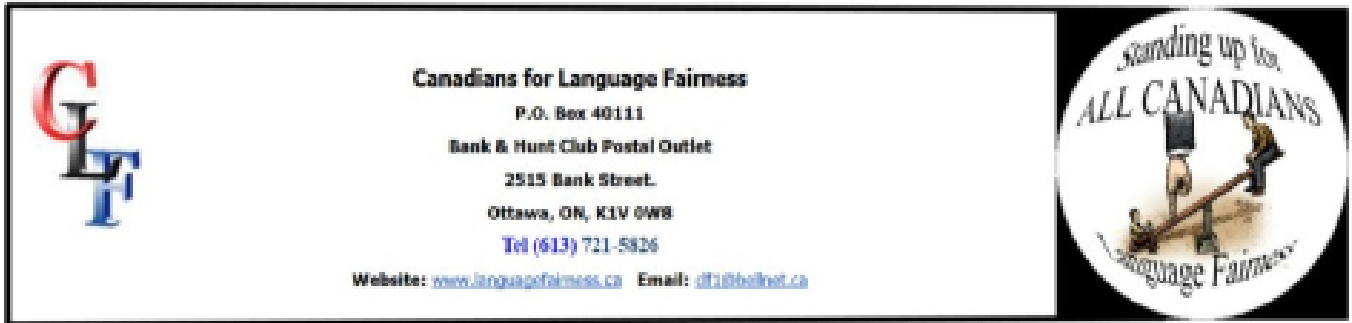 CLF
Canadians for Language Fairness
P.O. Box 40111
Bank & Hunt Club Postal Outlet
2515 Bank Street.
Ottawa, ON, K1V 0W8
Tel (613) 721-5826
Website: www.languagefairness.ca Email: clf1@bellnet.ca
Standing up for
ALL CANADIANS
Language Fairness